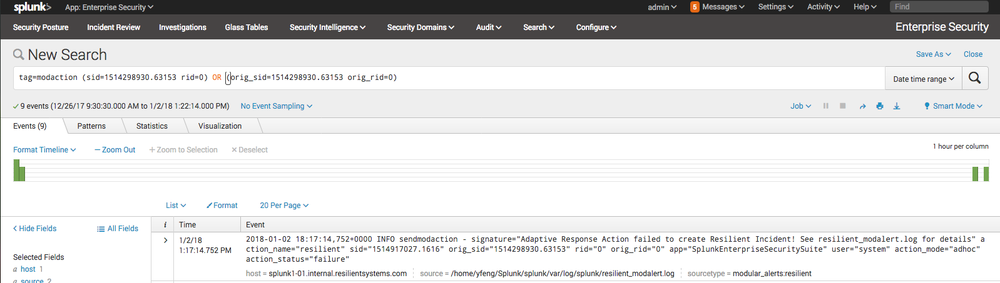 splunk> App: Enterprise Security admin 5 Messages Settings Activity Help Find
Security Posture Incident Review Investigations Glass Tables Security Intelligence Security Domains Audit Search Configure Enterprise Security
New Search Save As Close
tag=modaction (sid=1514298930.63153 rid=0) OR (orig_sid=1514298930.63153 orig_rid=0) Date time range
9 events (12/26/17 9:30:30.000 AM to 1/2/18 1:22:14.000 PM) No Event Sampling Job Smart Mode
Events (9) Patterns Statistics Visualization
Format Timeline — Zoom Out + Zoom to Selection × Deselect 1 hour per column
List Format 20 Per Page
< Hide Fields All Fields i Time Event
1/2/18 2018-01-02 18:17:14,752+0000 INFO sendmodaction - signature="Adaptive Response Action failed to create Resilient Incident! See resilient_modalert.log for details" a
1:17:14.752 PM ction_name="resilient" sid="1514917027.1616" orig_sid="1514298930.63153" rid="0" orig_rid="0" app="SplunkEnterpriseSecuritySuite" user="system" action_mode="adhoc"
Selected Fields action_status="failure"
a host 1 host = splunk1-01.internal.resilientsystems.com source = /home/yfeng/Splunk/splunk/var/log/splunk/resilient_modalert.log sourcetype = modular_alerts:resilient
a source 2